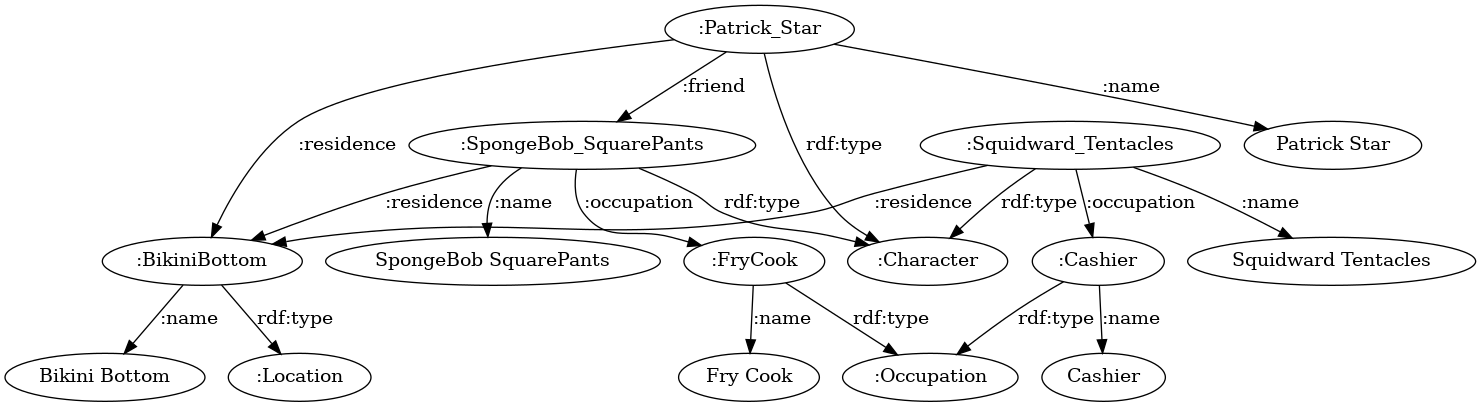 :Patrick_Star
:friend
:name
:residence
:SpongeBob_SquarePants
rdf:type
:Squidward_Tentacles
Patrick Star
:residence
:name
:occupation
rdf:type
:residence
rdf:type
:occupation
:name
:BikiniBottom
SpongeBob SquarePants
:FryCook
:Character
:Cashier
Squidward Tentacles
:name
rdf:type
:name
rdf:type
rdf:type
:name
Bikini Bottom
:Location
Fry Cook
:Occupation
Cashier